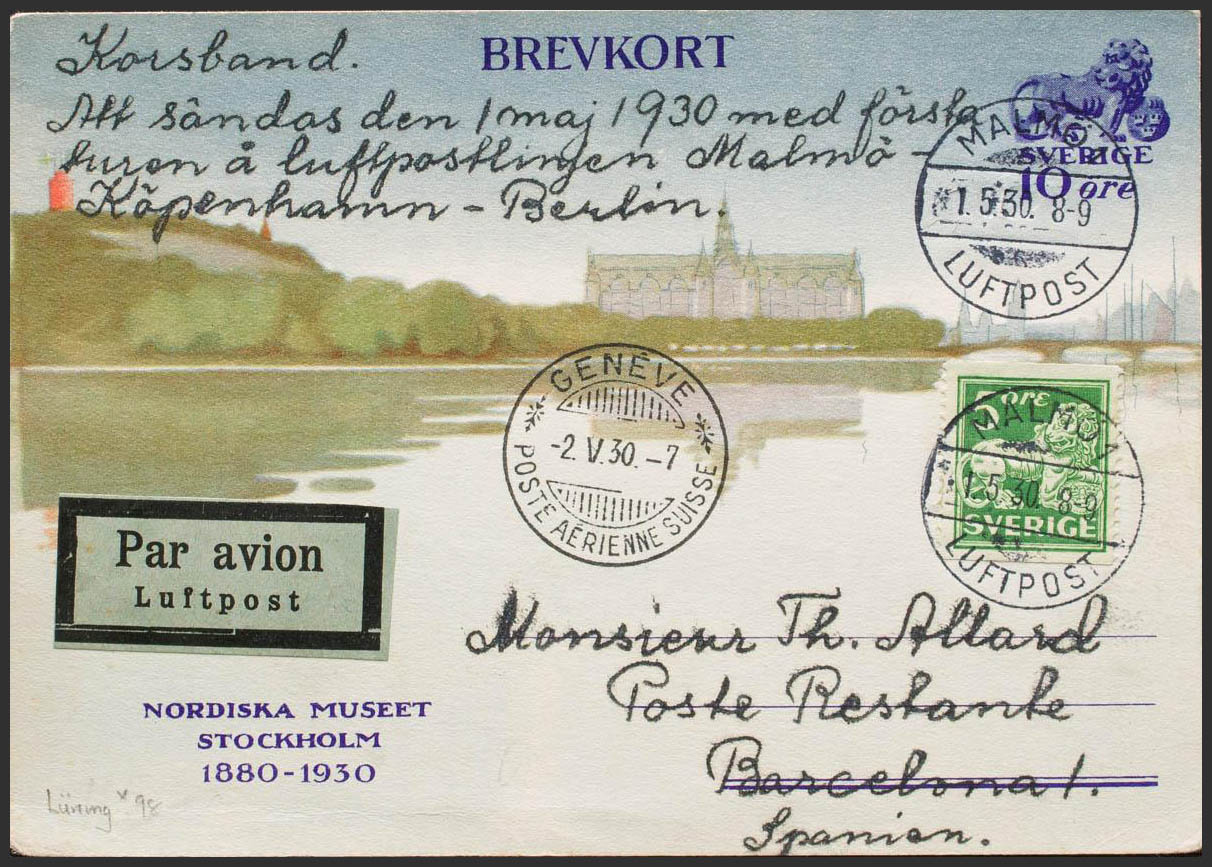 Korsband.
BREVKORT
Att sändas den 1 maj 1930 med första
turen å luftpostlinjen Malmö -
Köpenhamn - Berlin.
SVERIGE
10 öre
MALMÖ 1
1.5.30. 8-9
LUFTPOST
GENÈVE
-2.V.30.-7
POSTE AÉRIENNE SUISSE
5 ÖRE
SVERIGE
MALMÖ 1
1.5.30. 8-9
LUFTPOST
Par avion
Luftpost
Monsieur Th. Allard
Poste Restante
Barcelona 1.
Spanien.
NORDISKA MUSEET
STOCKHOLM
1880-1930